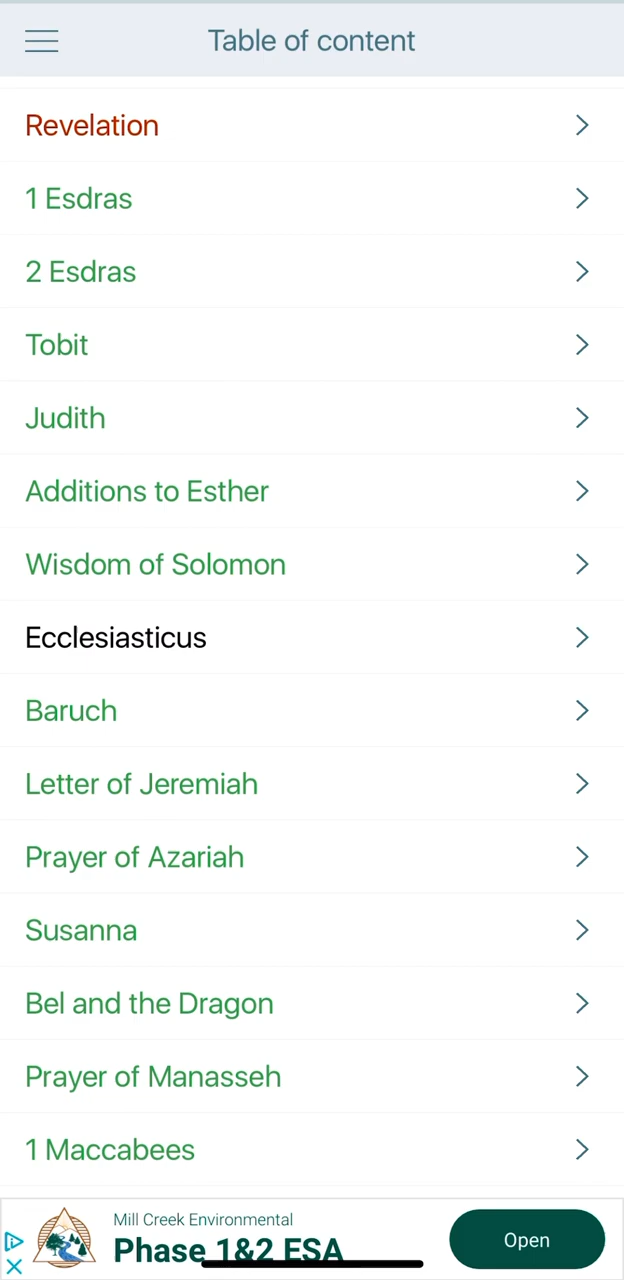 Table of content
Revelation
1 Esdras
2 Esdras
Tobit
Judith
Additions to Esther
Wisdom of Solomon
Ecclesiasticus
Baruch
Letter of Jeremiah
Prayer of Azariah
Susanna
Bel and the Dragon
Prayer of Manasseh
1 Maccabees
Mill Creek Environmental
Phase 1&2 ESA
Open